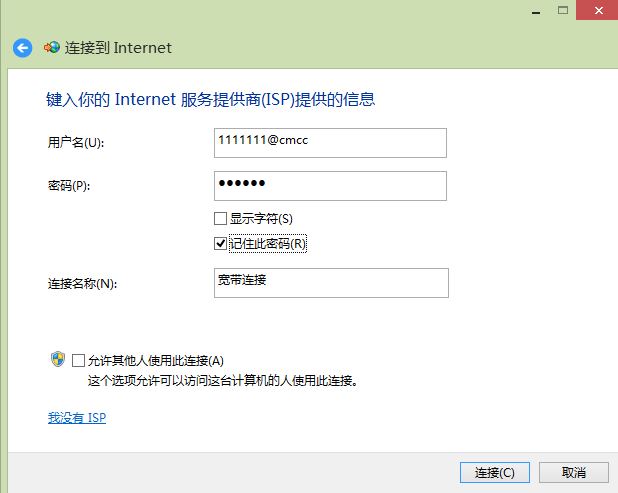 连接到 Internet
键入你的 Internet 服务提供商(ISP)提供的信息
用户名(U):
1111111@cmcc
密码(P):
●●●●●●
显示字符(S)
记住此密码(R)
连接名称(N):
宽带连接
允许其他人使用此连接(A)
这个选项允许可以访问这台计算机的人使用此连接。
我没有 ISP
连接(C)
取消